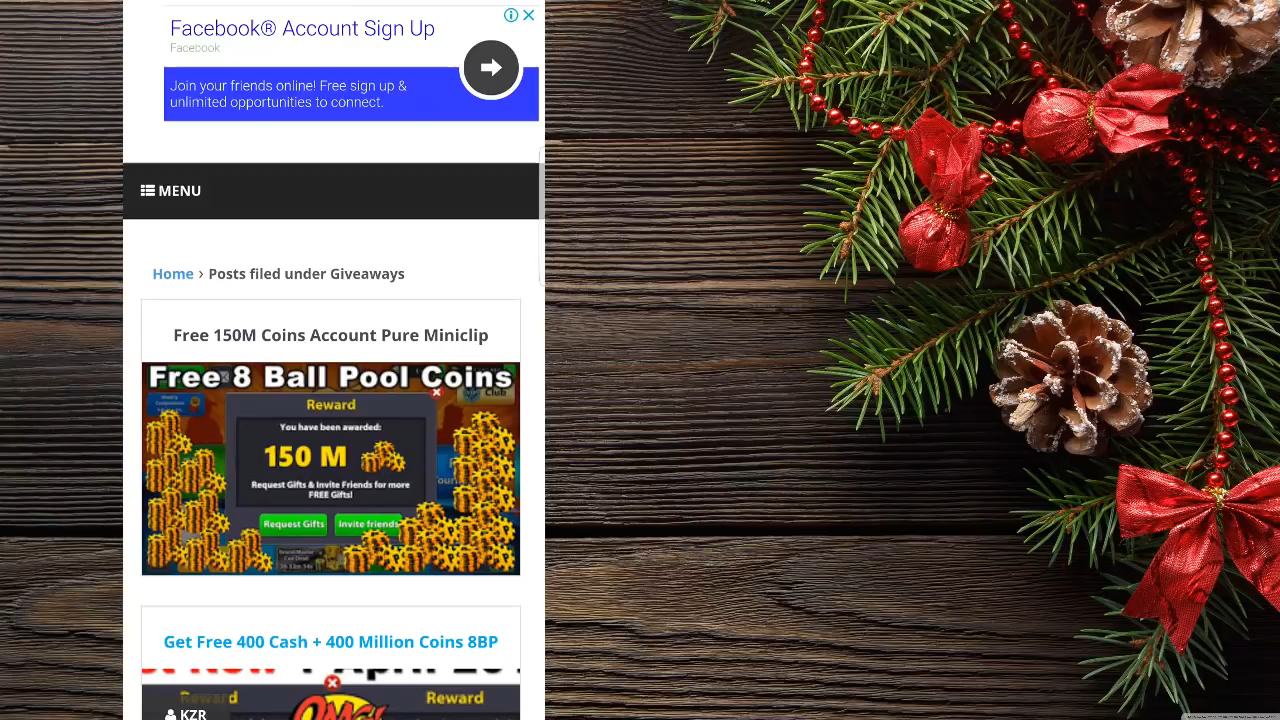 Facebook® Account Sign Up
Facebook
Join your friends online! Free sign up &
unlimited opportunities to connect.
MENU
Home › Posts filed under Giveaways
Free 150M Coins Account Pure Miniclip
Free 8 Ball Pool Coins
Club
Reward
You have been awarded:
150 M
Request Gifts & Invite Friends for more
FREE Gifts!
Request Gifts
Invite friends
Get Free 400 Cash + 400 Million Coins 8BP
Reward
Reward
OMG!
KZR